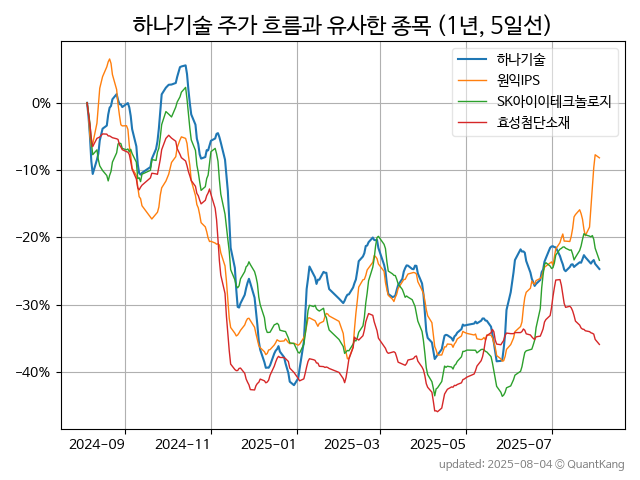 하나기술 주가 흐름과 유사한 종목 (1년, 5일선)
하나기술
원익IPS
SK아이이테크놀로지
효성첨단소재
0%
−10%
−20%
−30%
−40%
2024-09
2024-11
2025-01
2025-03
2025-05
2025-07
updated: 2025-08-04 © QuantKang